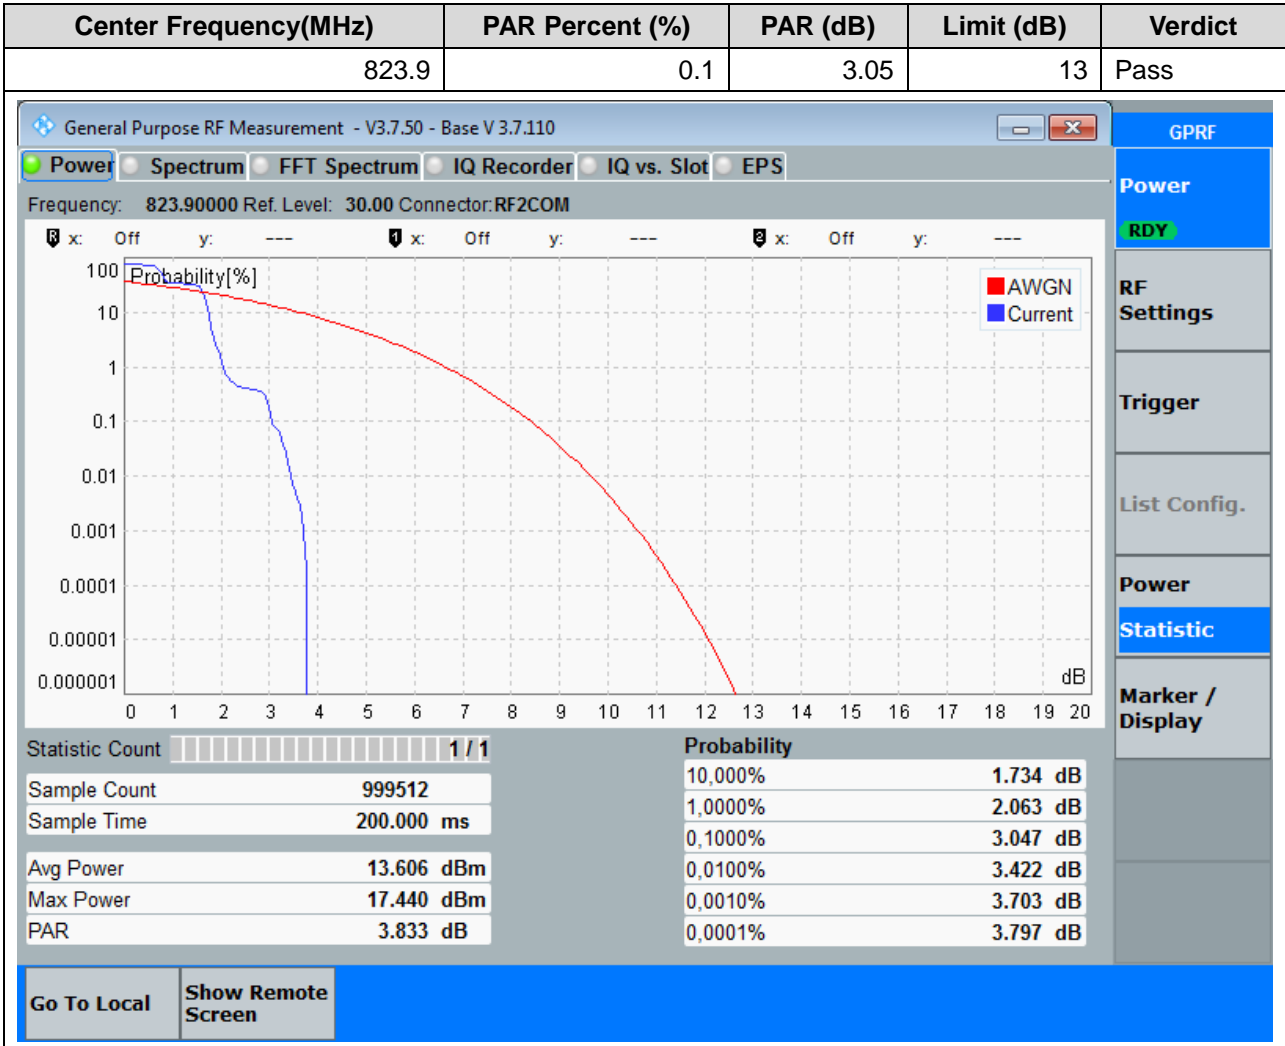 Center Frequency(MHz) PAR Percent (%) PAR (dB) Limit (dB) Verdict
823.9 0.1 3.05 13 Pass
General Purpose RF Measurement - V3.7.50 - Base V 3.7.110
GPRF
Power Spectrum FFT Spectrum IQ Recorder IQ vs. Slot EPS
Power
RDY
Frequency: 823.90000 Ref. Level: 30.00 Connector:RF2COM
R x: Off y: --- 1 x: Off y: --- 2 x: Off y: ---
100 Probability[%]
AWGN
Current
10
1
0.1
0.01
0.001
0.0001
0.00001
0.000001
dB
0 1 2 3 4 5 6 7 8 9 10 11 12 13 14 15 16 17 18 19 20
RF
Settings
Trigger
List Config.
Power
Statistic
Marker /
Display
Statistic Count 1 / 1
Sample Count 999512
Sample Time 200.000 ms
Avg Power 13.606 dBm
Max Power 17.440 dBm
PAR 3.833 dB
Probability
10,000% 1.734 dB
1,0000% 2.063 dB
0,1000% 3.047 dB
0,0100% 3.422 dB
0,0010% 3.703 dB
0,0001% 3.797 dB
Go To Local
Show Remote
Screen